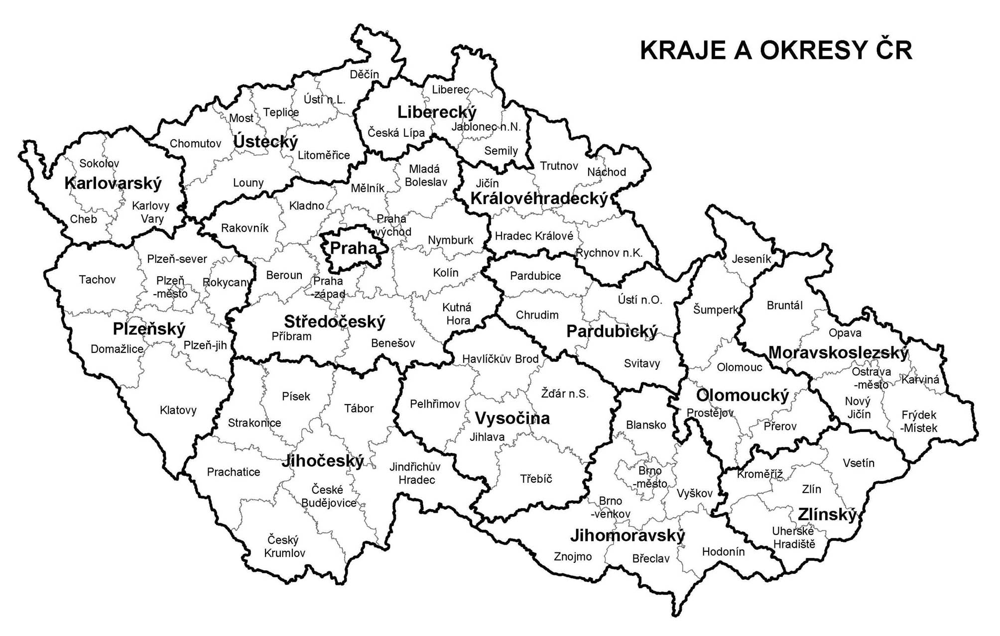 KRAJE A OKRESY ČR
Děčín
Liberec
Ústí n.L.
Teplice
Most
Liberecký
Jablonec n.N.
Česká Lípa
Chomutov
Ústecký
Litoměřice
Semily
Sokolov
Trutnov
Náchod
Mladá
Boleslav
Karlovarský
Louny
Mělník
Jičín
Královéhradecký
Karlovy
Vary
Cheb
Kladno
Rakovník
Praha
východ
Nymburk
Hradec Králové
Praha
Rychnov n.K.
Plzeň-sever
Jeseník
Tachov
Plzeň
-město
Rokycany
Beroun
Praha
-západ
Kolín
Pardubice
Ústí n.O.
Šumperk
Bruntál
Kutná
Hora
Chrudim
Středočeský
Plzeňský
Příbram
Benešov
Pardubický
Opava
Domažlice
Plzeň-jih
Moravskoslezský
Havlíčkův Brod
Svitavy
Olomouc
Ostrava
-město
Karviná
Písek
Pelhřimov
Žďár n.S.
Olomoucký
Nový
Jičín
Klatovy
Tábor
Strakonice
Vysočina
Prostějov
Frýdek
-Místek
Blansko
Přerov
Jihlava
Jihočeský
Prachatice
Jindřichův
Hradec
Třebíč
Brno
-město
Kroměříž
Vsetín
České
Budějovice
Vyškov
Zlín
Brno
-venkov
Zlínský
Jihomoravský
Uherské
Hradiště
Český
Krumlov
Znojmo
Břeclav
Hodonín